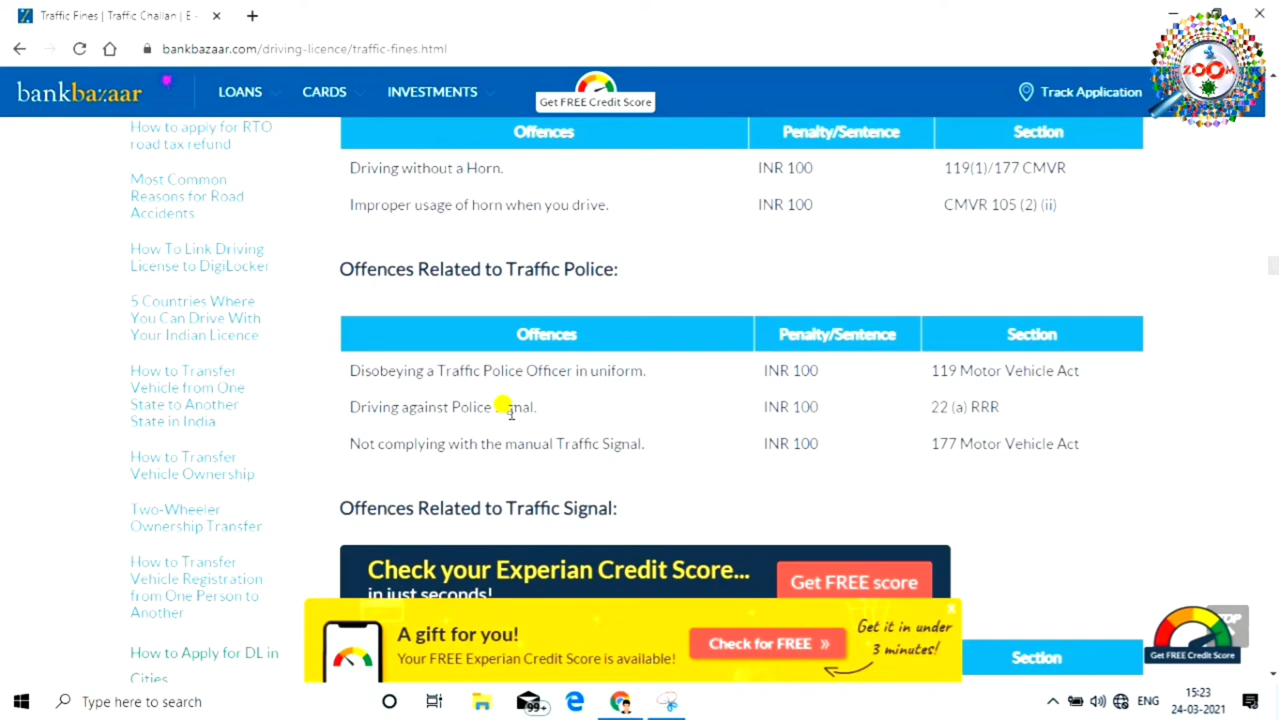 Traffic Fines | Traffic Challan | E -
bankbazaar.com/driving-licence/traffic-fines.html
ZOOM
bankbazaar
LOANS
CARDS
INVESTMENTS
Get FREE Credit Score
Track Application
How to apply for RTO
road tax refund
Most Common
Reasons for Road
Accidents
How To Link Driving
License to DigiLocker
5 Countries Where
You Can Drive With
Your Indian Licence
How to Transfer
Vehicle from One
State to Another
State in India
How to Transfer
Vehicle Ownership
Two-Wheeler
Ownership Transfer
How to Transfer
Vehicle Registration
from One Person to
Another
How to Apply for DL in
Cities
Offences Penalty/Sentence Section
Driving without a Horn. INR 100 119(1)/177 CMVR
Improper usage of horn when you drive. INR 100 CMVR 105 (2) (ii)
Offences Related to Traffic Police:
Offences Penalty/Sentence Section
Disobeying a Traffic Police Officer in uniform. INR 100 119 Motor Vehicle Act
Driving against Police Signal. INR 100 22 (a) RRR
Not complying with the manual Traffic Signal. INR 100 177 Motor Vehicle Act
Offences Related to Traffic Signal:
Check your Experian Credit Score...
in just seconds!
Get FREE score
A gift for you!
Your FREE Experian Credit Score is available!
Check for FREE »
Get it in under
3 minutes!
x
Section
TOP
Get FREE Credit Score
Type here to search
99+
ENG
15:23
24-03-2021